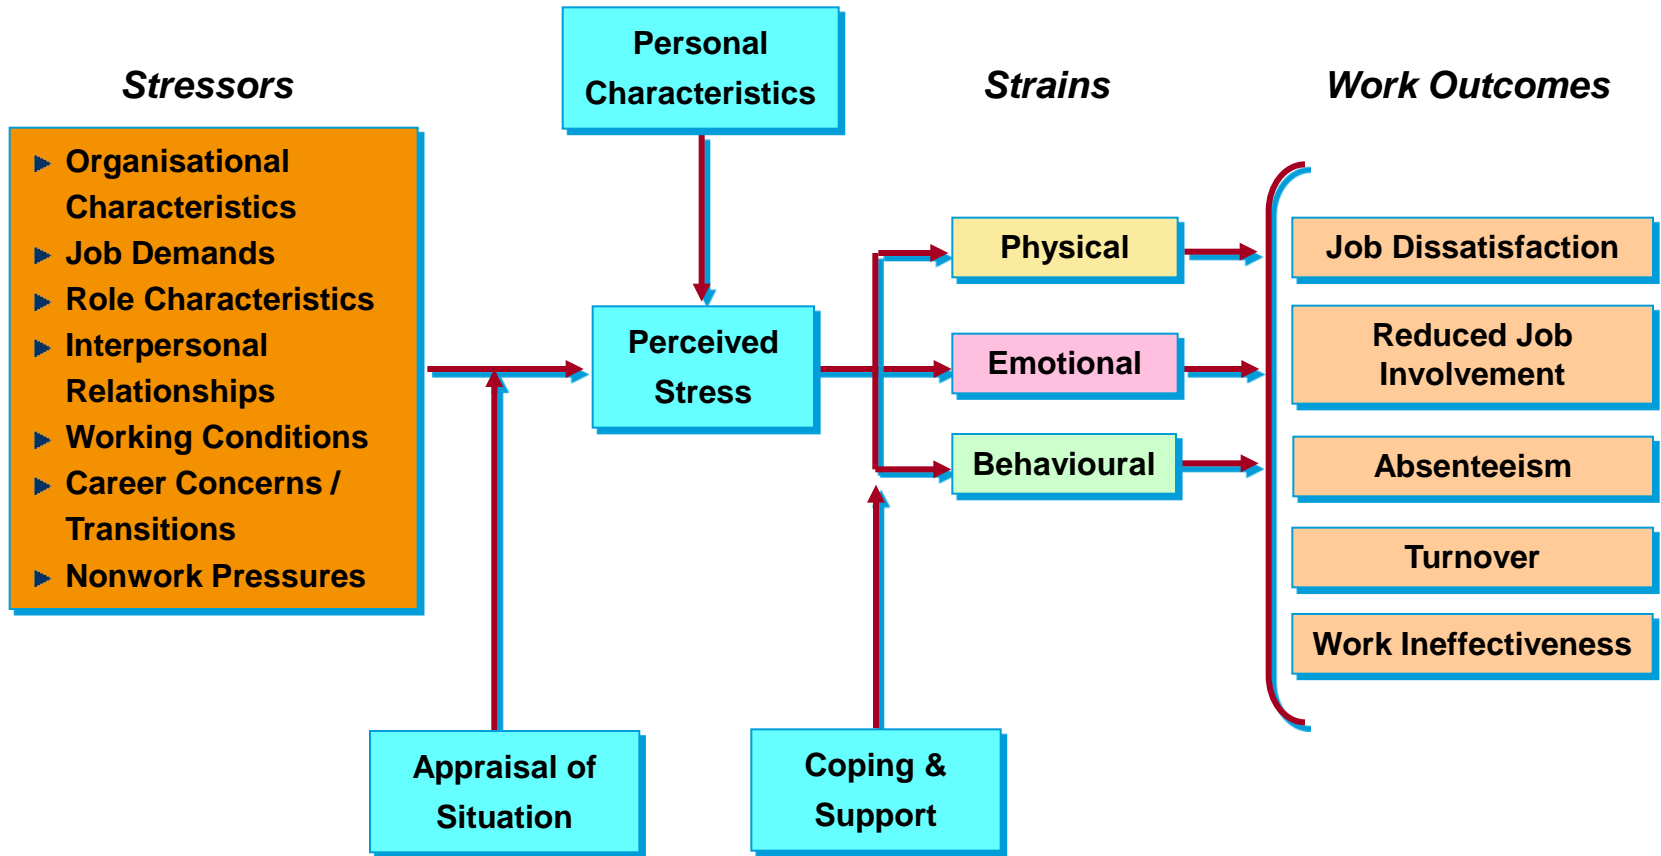 Personal
Characteristics
Stressors
Strains
Work Outcomes
Organisational
Characteristics
Job Demands
Role Characteristics
Interpersonal
Relationships
Working Conditions
Career Concerns /
Transitions
Nonwork Pressures
Perceived
Stress
Physical
Emotional
Behavioural
Job Dissatisfaction
Reduced Job
Involvement
Absenteeism
Turnover
Work Ineffectiveness
Appraisal of
Situation
Coping &
Support